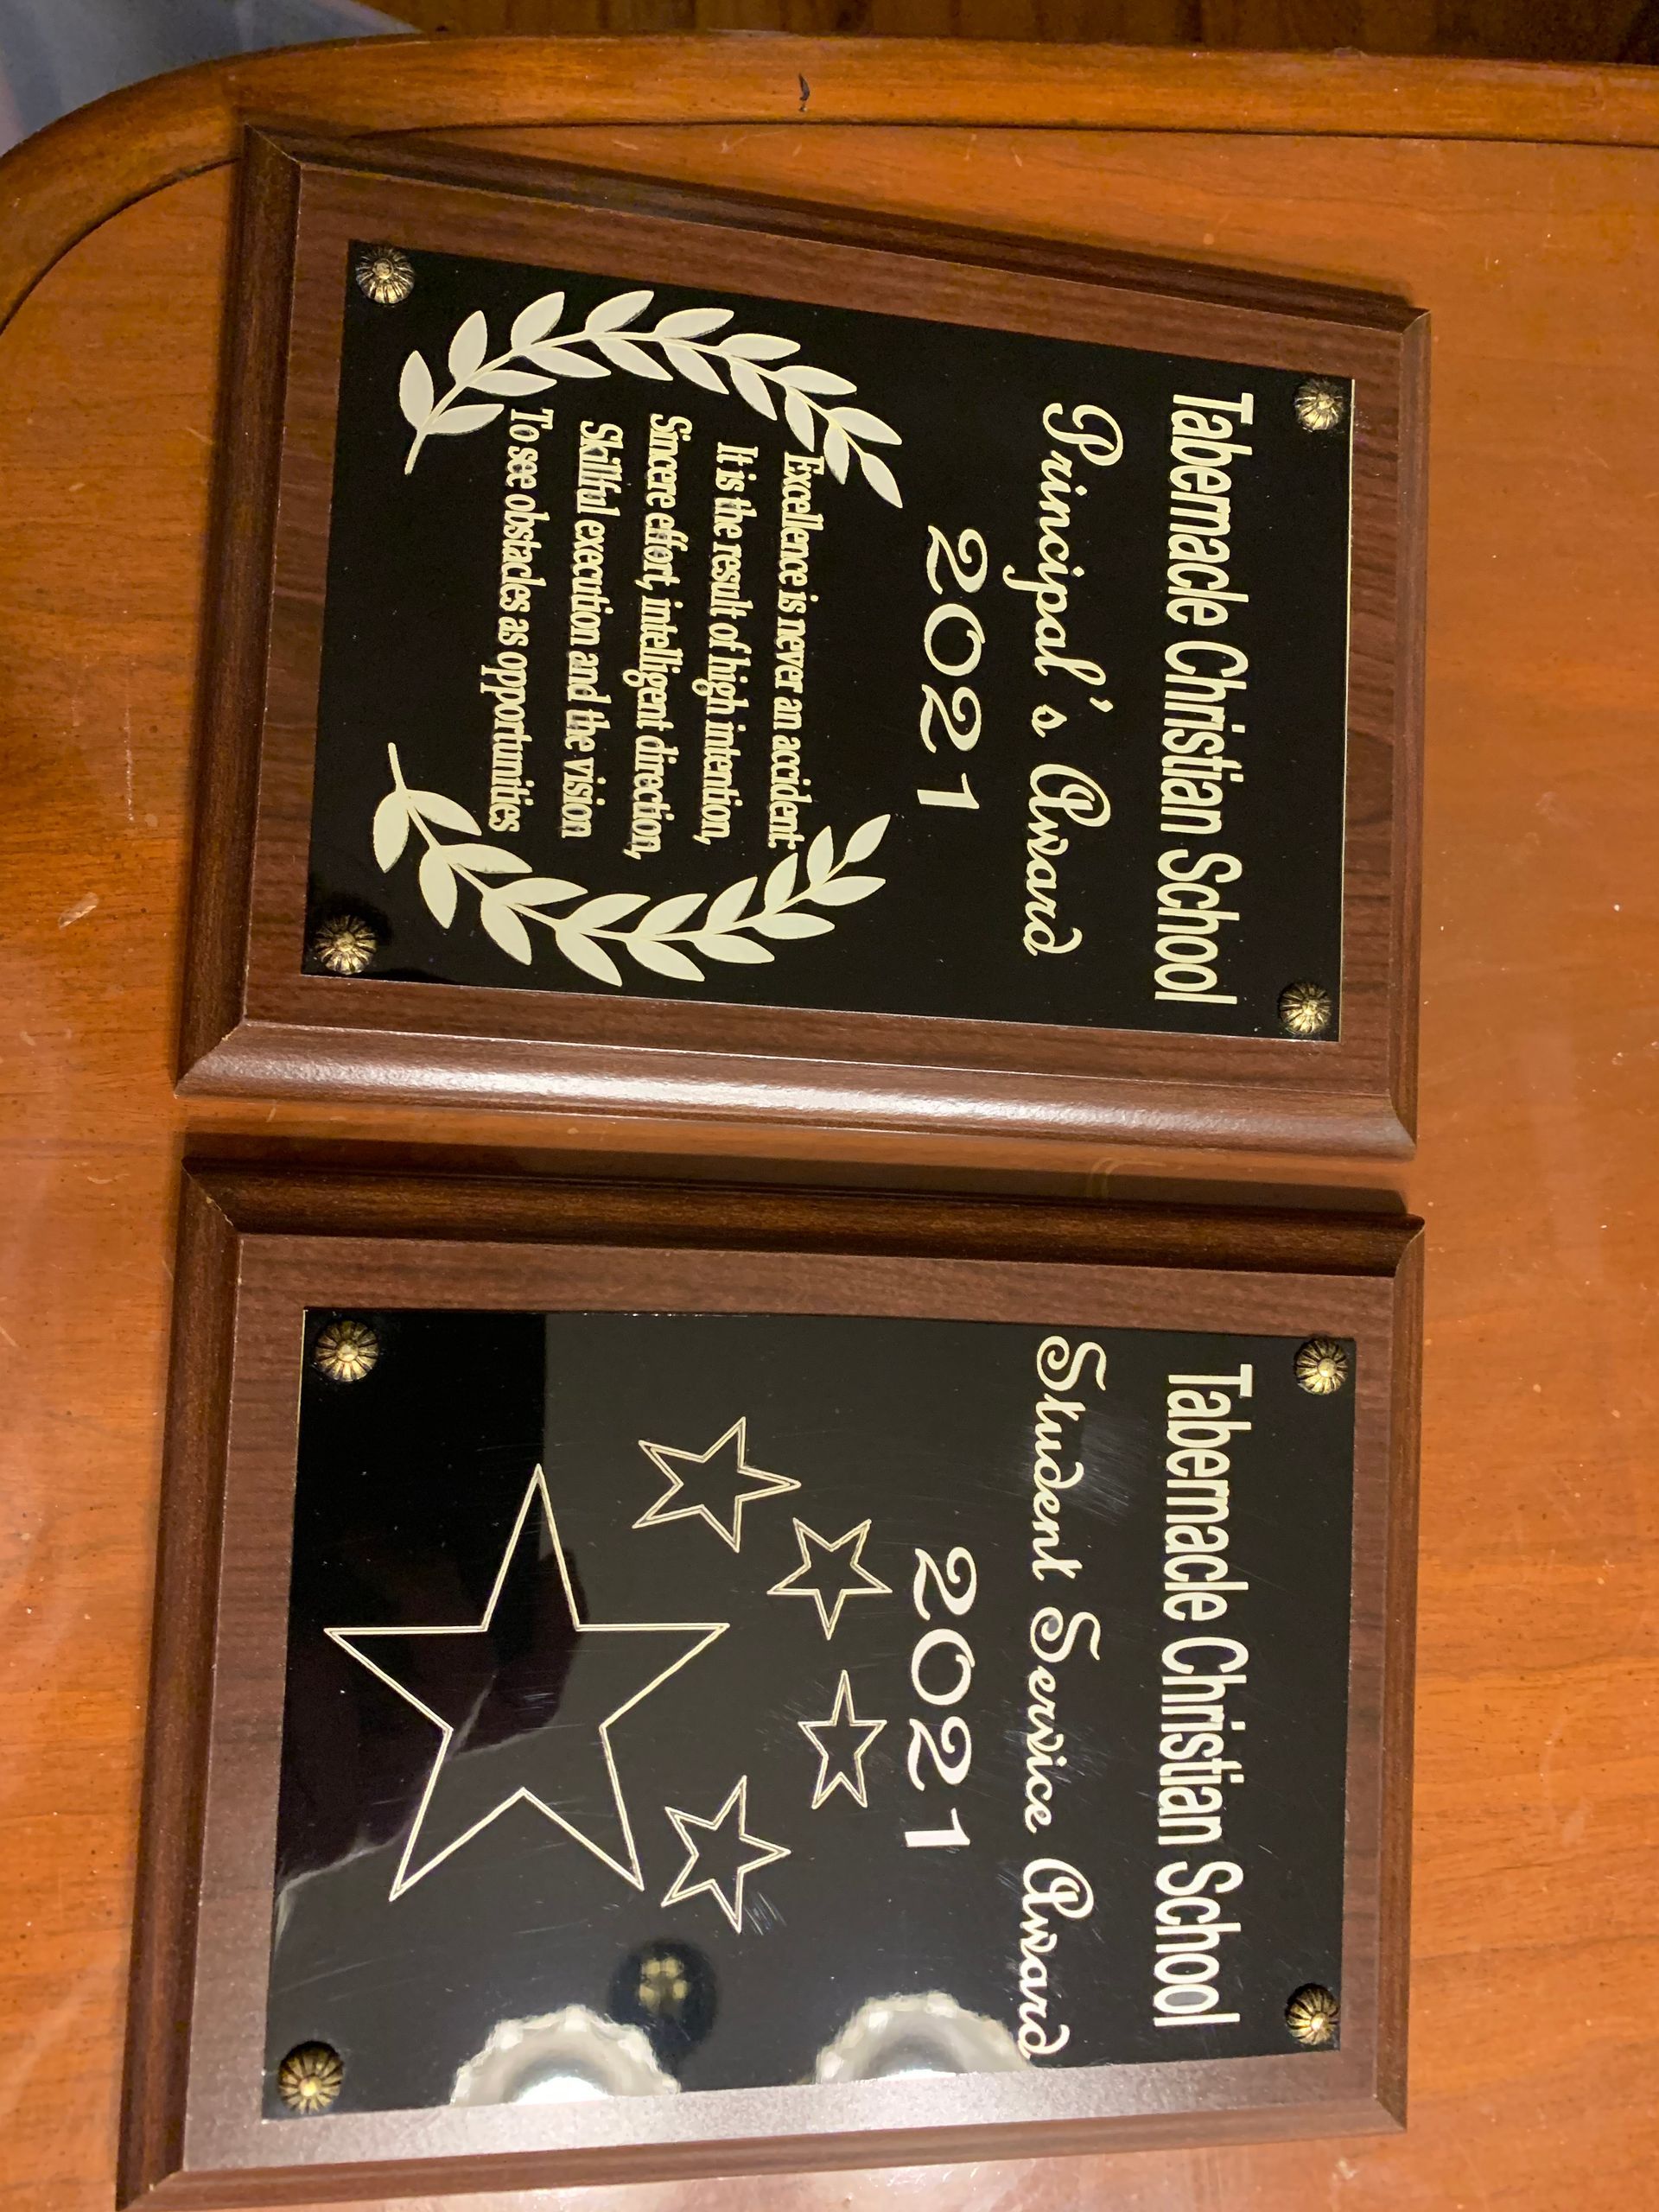 Tabernacle Christian School
Principal's Award
2021
Excellence is never an accident:
It is the result of high intention,
Sincere effort, intelligent direction,
Skillful execution and the vision
To see obstacles as opportunities
Tabernacle Christian School
Student Service Award
2021